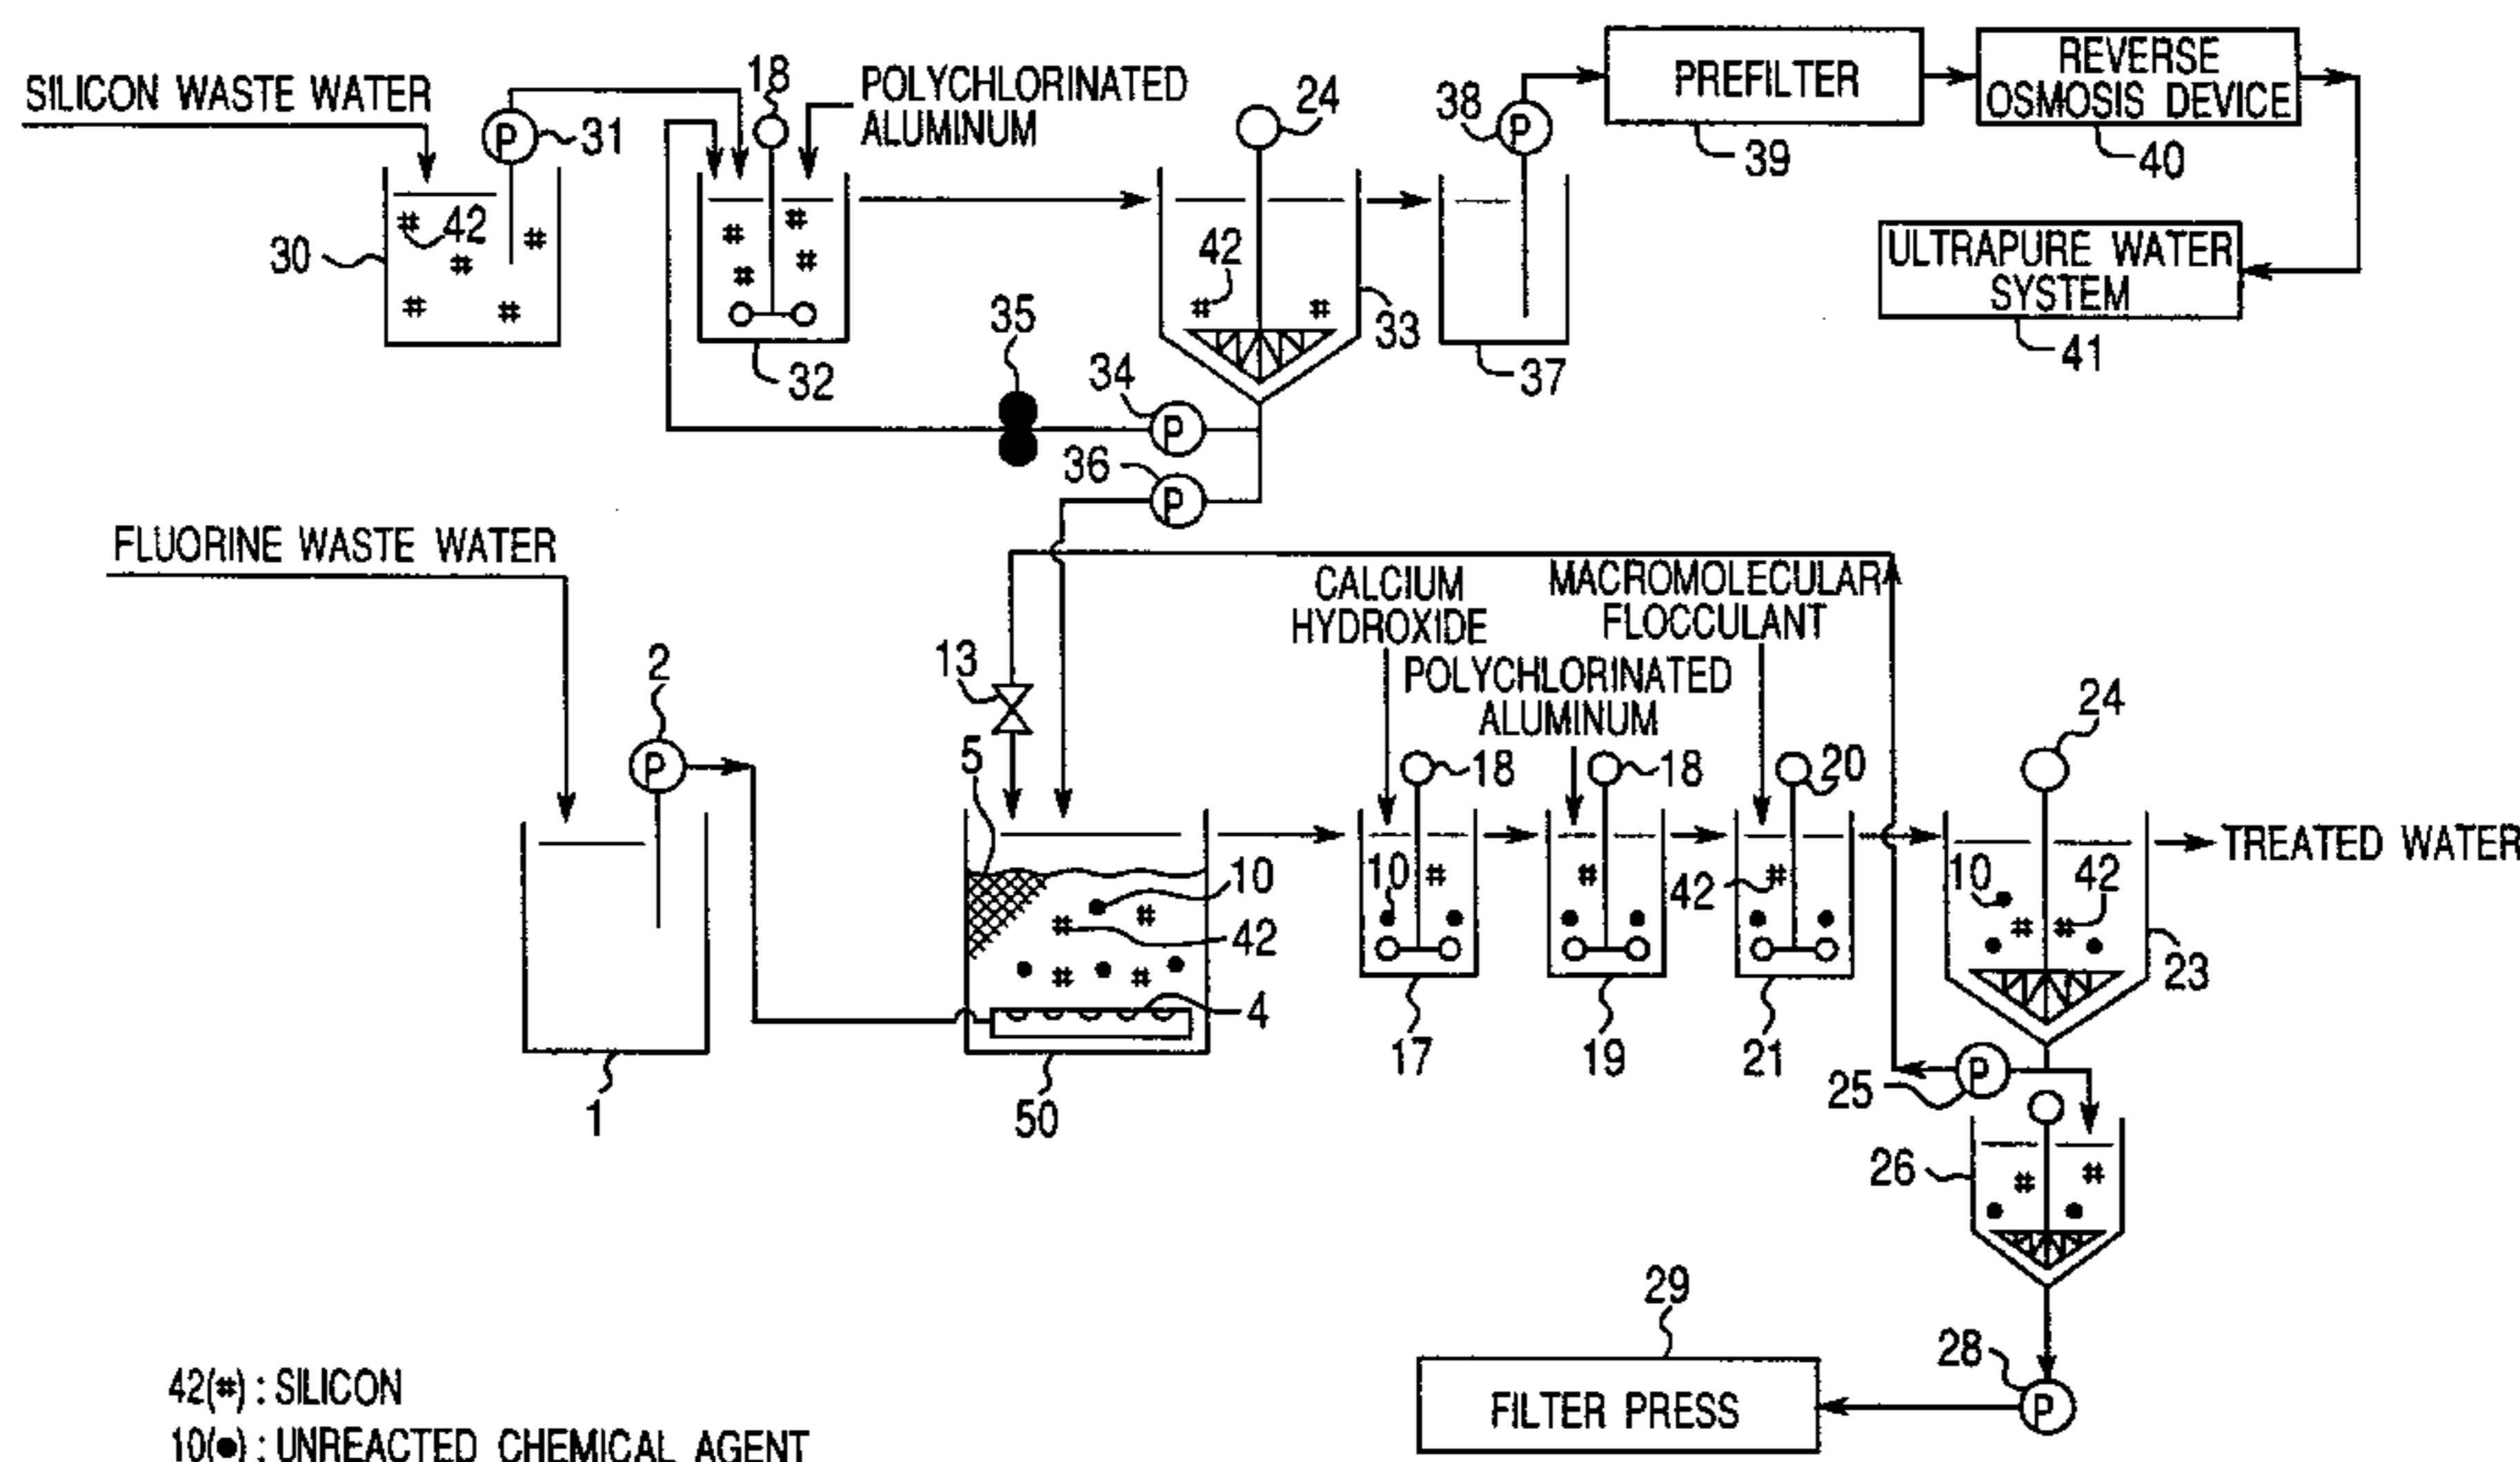 SILICON WASTE WATER
18
POLYCHLORINATED
ALUMINUM
24
38
P
PREFILTER
REVERSE
OSMOSIS DEVICE
P
31
39
40
30
42
#
42
33
ULTRAPURE WATER
SYSTEM
41
32
35
34
P
37
36
P
FLUORINE WASTE WATER
CALCIUM
HYDROXIDE
MACROMOLECULAR
FLOCCULANT
POLYCHLORINATED
ALUMINUM
13
2
P
5
18
18
20
24
TREATED WATER
10
42
4
10
42
10
42
23
1
50
17
19
21
25
P
26
29
28
P
FILTER PRESS
42(#) : SILICON
10(●) : UNREACTED CHEMICAL AGENT